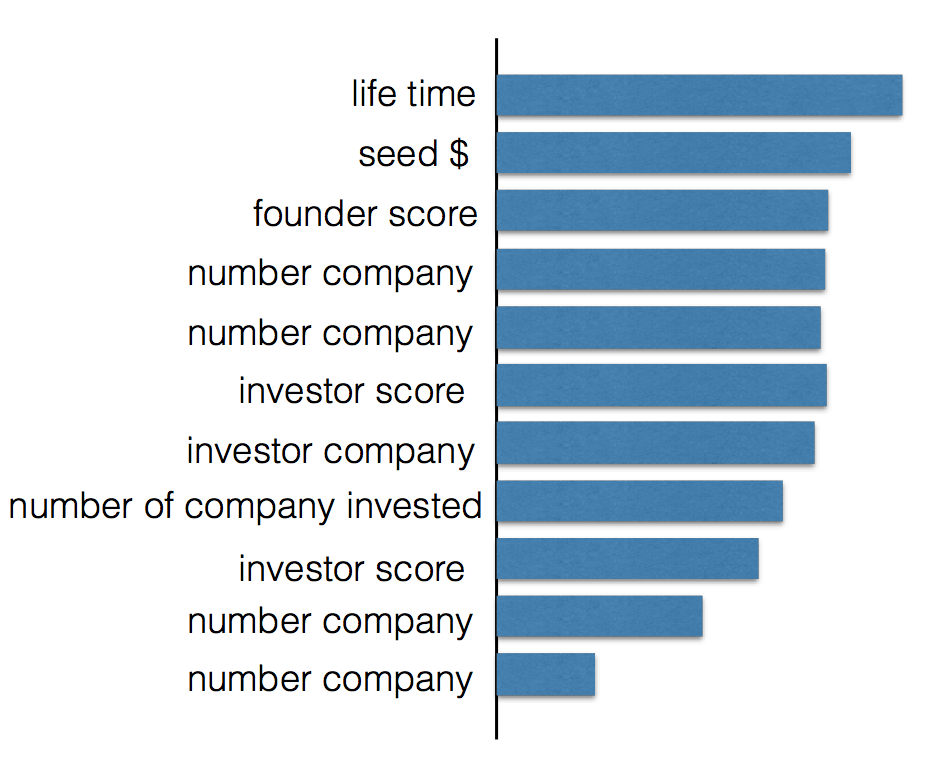 life time
seed $
founder score
number company
number company
investor score
investor company
number of company invested
investor score
number company
number company